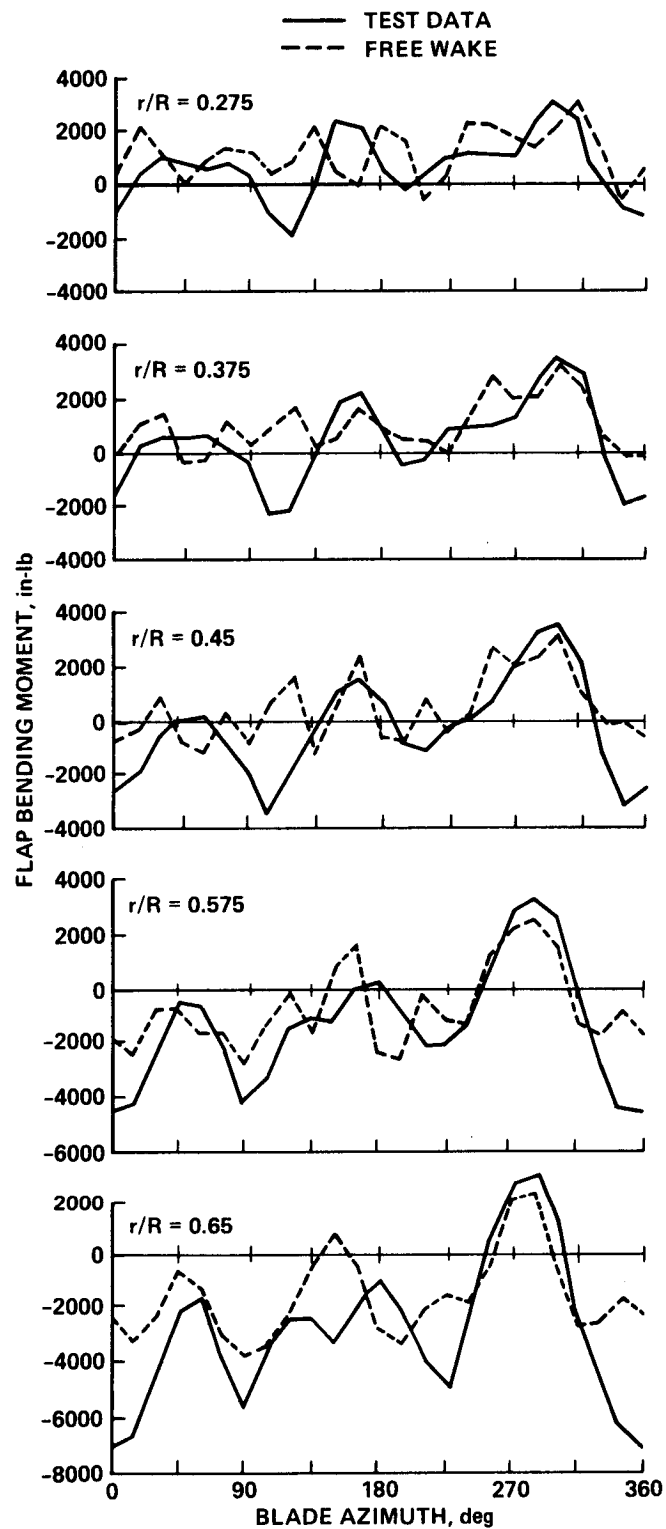 TEST DATA
FREE WAKE
4000
r/R = 0.275
2000
0
-2000
-4000
4000
r/R = 0.375
2000
0
-2000
-4000
4000
r/R = 0.45
2000
0
-2000
-4000
4000
r/R = 0.575
2000
0
-2000
-4000
-6000
2000
r/R = 0.65
0
-2000
-4000
-6000
-8000
FLAP BENDING MOMENT, in-lb
0 90 180 270 360
BLADE AZIMUTH, deg